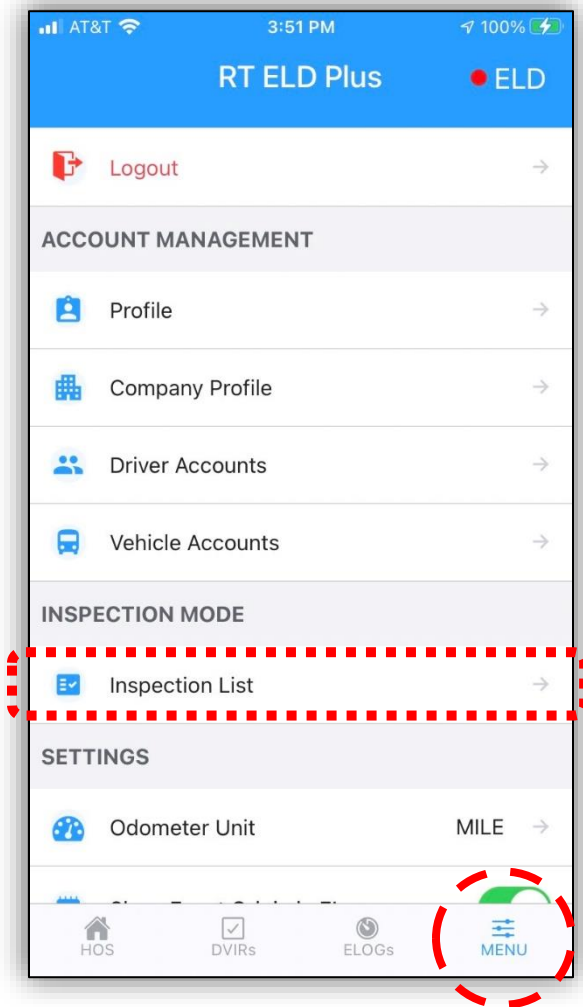 AT&T 3:51 PM 100%
RT ELD Plus ELD
Logout
ACCOUNT MANAGEMENT
Profile
Company Profile
Driver Accounts
Vehicle Accounts
INSPECTION MODE
Inspection List
SETTINGS
Odometer Unit MILE
HOS DVIRs ELOGs MENU